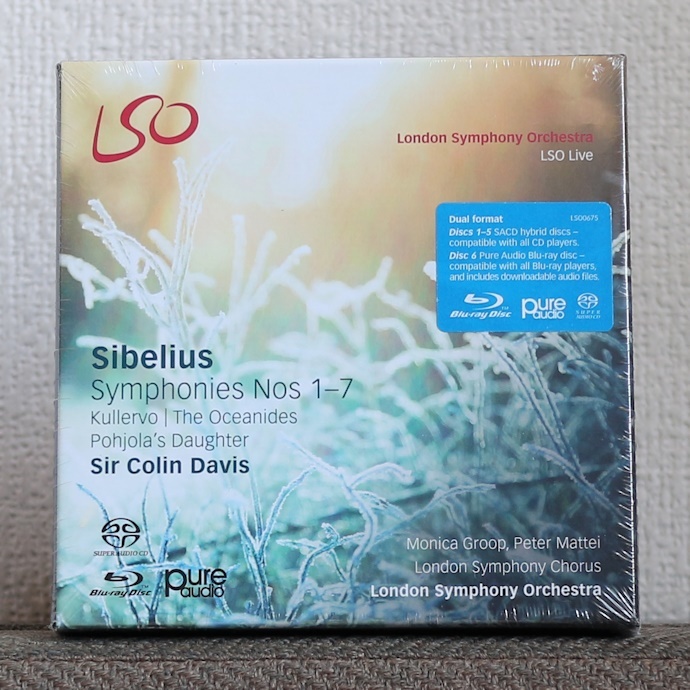 LSO
London Symphony Orchestra
LSO Live
Dual format LSO0675
Discs 1–5 SACD hybrid discs –
compatible with all CD players.
Disc 6 Pure Audio Blu-ray disc –
compatible with all Blu-ray players,
and includes downloadable audio files.
Blu-ray Disc™ pure audio SUPER AUDIO CD
Sibelius
Symphonies Nos 1–7
Kullervo | The Oceanides
Pohjola's Daughter
Sir Colin Davis
SUPER AUDIO CD
Blu-ray Disc™ pure audio
Monica Groop, Peter Mattei
London Symphony Chorus
London Symphony Orchestra